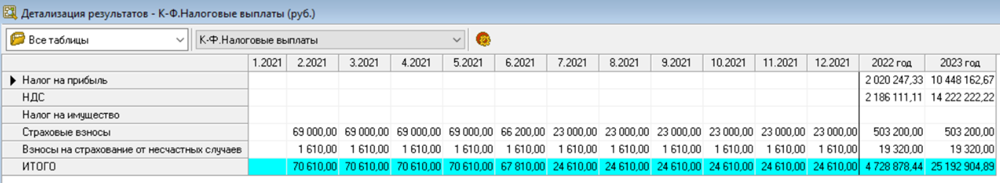 Детализация результатов - К-Ф.Налоговые выплаты (руб.)
Все таблицы К-Ф.Налоговые выплаты
1.2021 2.2021 3.2021 4.2021 5.2021 6.2021 7.2021 8.2021 9.2021 10.2021 11.2021 12.2021 2022 год 2023 год
Налог на прибыль 2 020 247,33 10 448 162,67
НДС 2 186 111,11 14 222 222,22
Налог на имущество
Страховые взносы 69 000,00 69 000,00 69 000,00 69 000,00 66 200,00 23 000,00 23 000,00 23 000,00 23 000,00 23 000,00 23 000,00 503 200,00 503 200,00
Взносы на страхование от несчастных случаев 1 610,00 1 610,00 1 610,00 1 610,00 1 610,00 1 610,00 1 610,00 1 610,00 1 610,00 1 610,00 1 610,00 19 320,00 19 320,00
ИТОГО 70 610,00 70 610,00 70 610,00 70 610,00 67 810,00 24 610,00 24 610,00 24 610,00 24 610,00 24 610,00 24 610,00 4 728 878,44 25 192 904,89